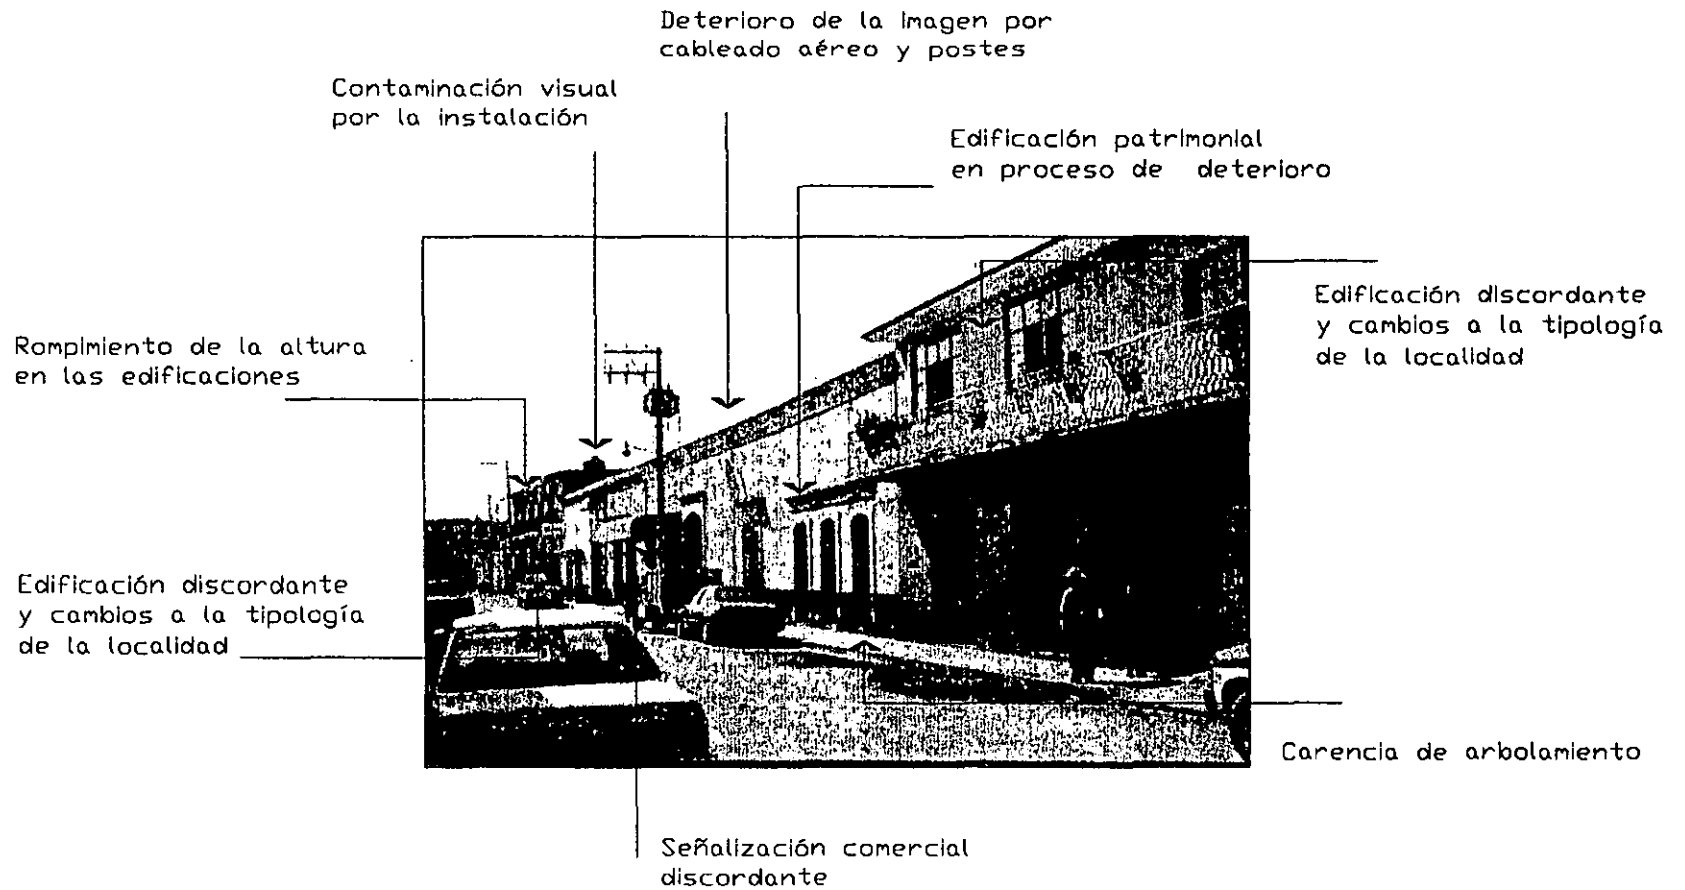 Deterioro de la imagen por
cableado aéreo y postes
Contaminación visual
por la instalación
Edificación patrimonial
en proceso de deterioro
Edificación discordante
y cambios a la tipología
de la localidad
Rompimiento de la altura
en las edificaciones
Edificación discordante
y cambios a la tipología
de la localidad
Carencia de arbolamiento
Señalización comercial
discordante